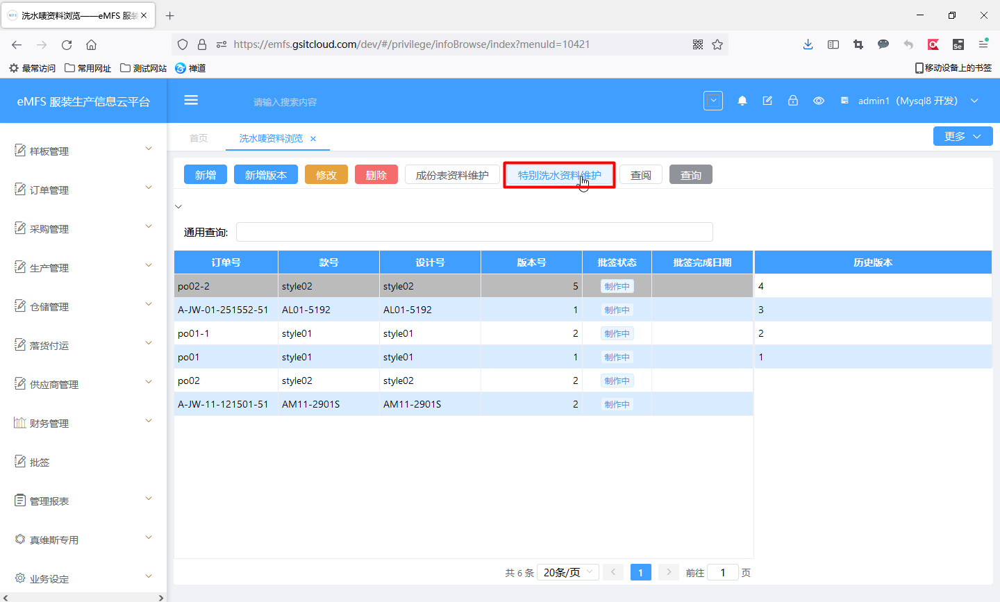 洗水唛资料浏览——eMFS 服装
https://emfs.gsitcloud.com/dev/#/privilege/infoBrowse/index?menuId=10421
最常访问 常用网址 测试网站 禅道 移动设备上的书签
eMFS 服装生产信息云平台 请输入搜索内容 admin1（Mysql8 开发）
首页 洗水唛资料浏览 更多
样板管理
订单管理
采购管理
生产管理
仓储管理
落货付运
供应商管理
财务管理
批签
管理报表
真维斯专用
业务设定
新增 新增版本 修改 删除 成份表资料维护 特别洗水资料维护 查阅 查询
通用查询:
订单号 款号 设计号 版本号 批签状态 批签完成日期 历史版本
po02-2 style02 style02 5 制作中 4
A-JW-01-251552-51 AL01-5192 AL01-5192 1 制作中 3
po01-1 style01 style01 2 制作中 2
po01 style01 style01 1 制作中 1
po02 style02 style02 2 制作中
A-JW-11-121501-51 AM11-2901S AM11-2901S 2 制作中
共 6 条 20条/页 1 前往 1 页